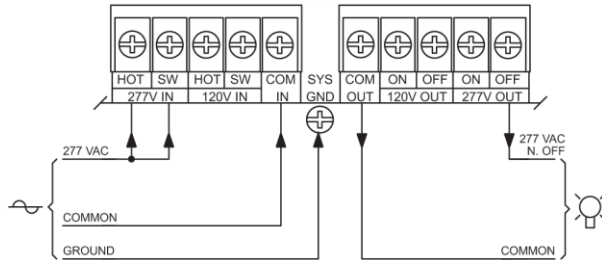 HOT SW HOT SW COM SYS COM ON OFF ON OFF
277V IN 120V IN IN GND OUT 120V OUT 277V OUT
277 VAC
277 VAC
N. OFF
COMMON
GROUND
COMMON